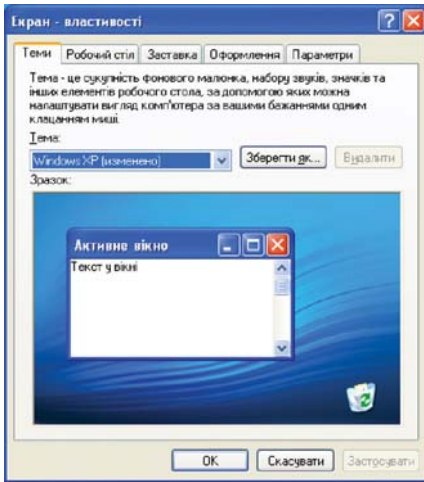 Екран - властивості
Теми Робочий стіл Заставка Оформлення Параметри
Тема - це сукупність фонового малюнка, набору звуків, значків та
інших елементів робочого стола, за допомогою яких можна
налаштувати вигляд комп'ютера за вашими бажаннями одним
клацанням миші.
Тема:
Windows XP (изменено) Зберегти як... Видалити
Зразок:
Активне вікно
Текст у вікні
OK Скасувати Застосувати